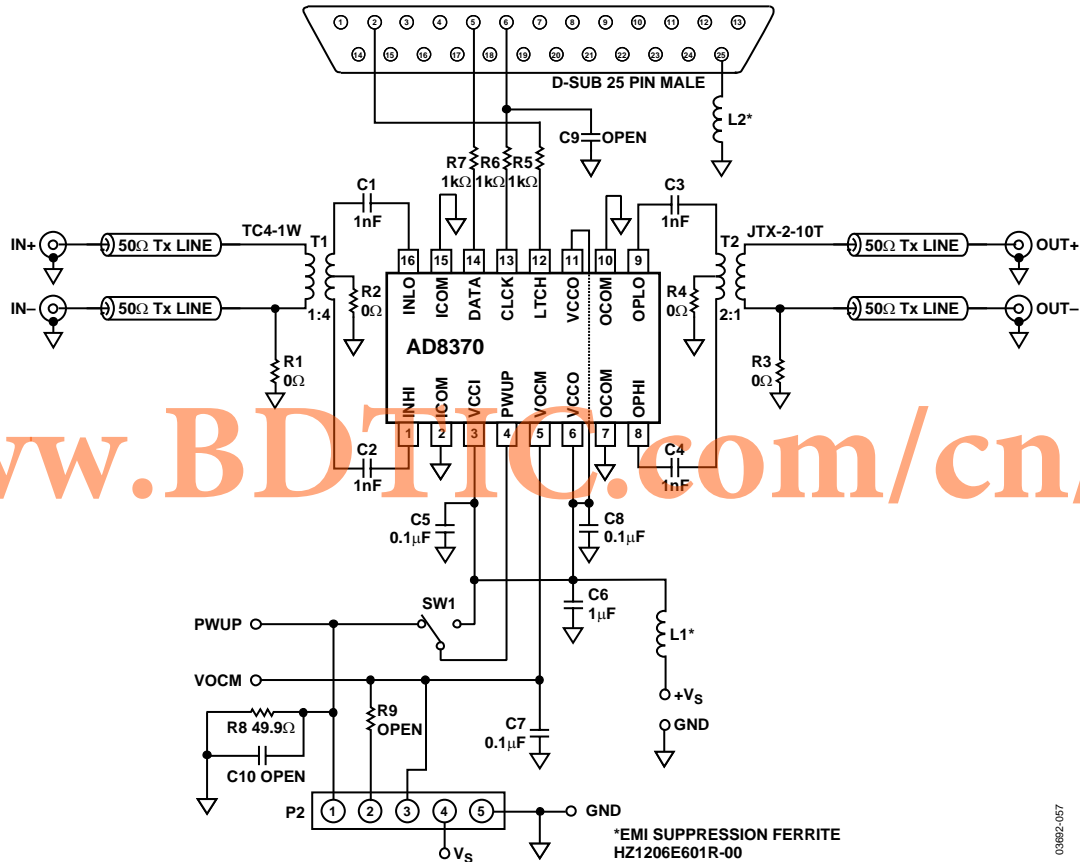 1 2 3 4 5 6 7 8 9 10 11 12 13
14 15 16 17 18 19 20 21 22 23 24 25
D-SUB 25 PIN MALE
L2*
C9 OPEN
R7 R6 R5
1kΩ 1kΩ 1kΩ
C1
1nF
C3
1nF
IN+
50Ω Tx LINE
TC4-1W
T1
T2
JTX-2-10T
50Ω Tx LINE
OUT+
16 15 14 13 12 11 10 9
INLO ICOM DATA CLCK LTCH VCCO OCOM OPLO
R2
0Ω
R4
0Ω
IN–
50Ω Tx LINE
1:4
2:1
50Ω Tx LINE
OUT–
AD8370
R1
0Ω
R3
0Ω
INHI ICOM VCCI PWUP VOCM VCCO OCOM OPHI
1 2 3 4 5 6 7 8
www.BDTIC.com/cn/
C2
1nF
C4
1nF
C5
0.1µF
C8
0.1µF
C6
1µF
SW1
PWUP
L1*
VOCM
+VS
R9
OPEN
GND
R8 49.9Ω
C7
0.1µF
C10 OPEN
P2 1 2 3 4 5
GND
VS
*EMI SUPPRESSION FERRITE
HZ1206E601R-00
03692-057